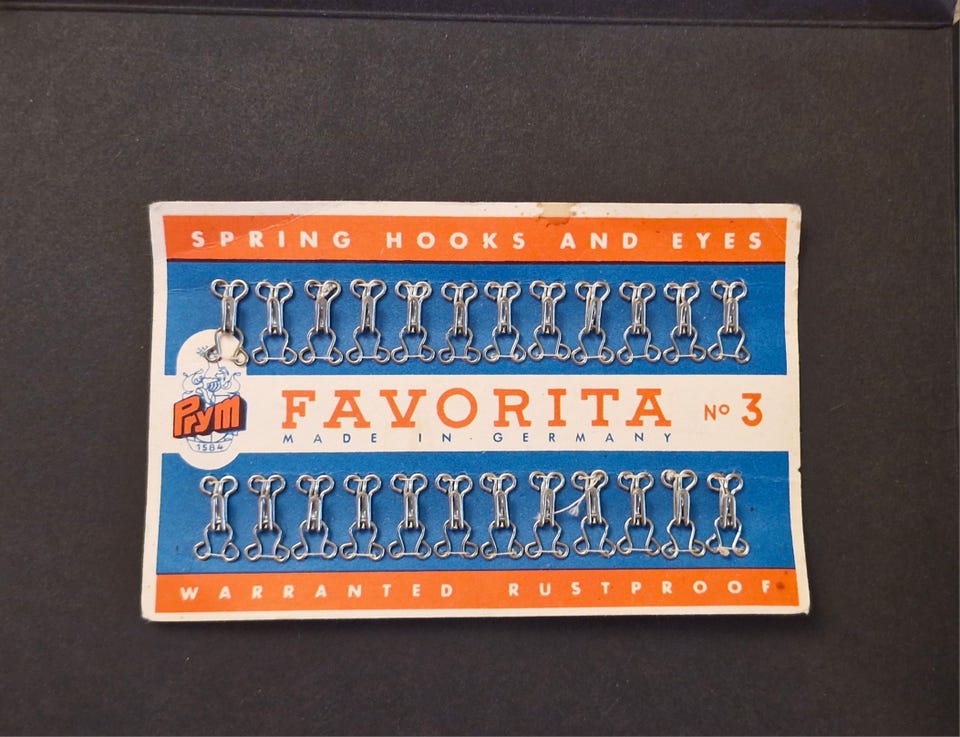 SPRING HOOKS AND EYES
Prym
1584
FAVORITA No 3
MADE IN GERMANY
WARRANTED RUSTPROOF